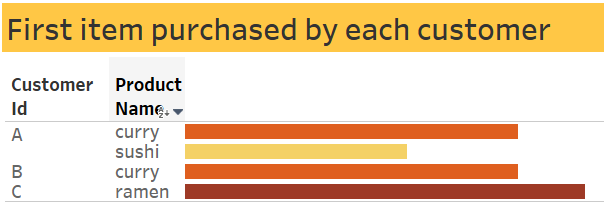 First item purchased by each customer
Customer Product
Id Name
A curry
sushi
B curry
C ramen